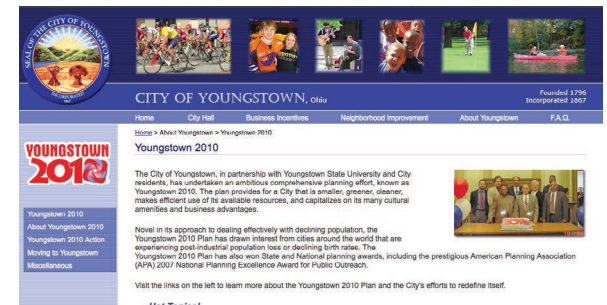 SEAL OF THE CITY OF YOUNGSTOWN
INCORPORATED
1867
CITY OF YOUNGSTOWN, Ohio
Founded 1796
Incorporated 1867
Home City Hall Business Incentives Neighborhood Improvement About Youngstown F.A.Q.
Home > About Youngstown > Youngstown 2010
YOUNGSTOWN
2010
Youngstown 2010
The City of Youngstown, in partnership with Youngstown State University and City
residents, has undertaken an ambitious comprehensive planning effort, known as
Youngstown 2010. The plan provides for a City that is smaller, greener, cleaner,
makes efficient use of its available resources, and capitalizes on its many cultural
amenities and business advantages.
Youngstown 2010
About Youngstown 2010
Youngstown 2010 Action
Moving to Youngstown
Miscellaneous
Novel in its approach to dealing effectively with declining population, the
Youngstown 2010 Plan has drawn interest from cities around the world that are
experiencing post-industrial population loss or declining birth rates. The
Youngstown 2010 Plan has also won State and National planning awards, including the prestigious American Planning Association
(APA) 2007 National Planning Excellence Award for Public Outreach.
Visit the links on the left to learn more about the Youngstown 2010 Plan and the City's efforts to redefine itself.